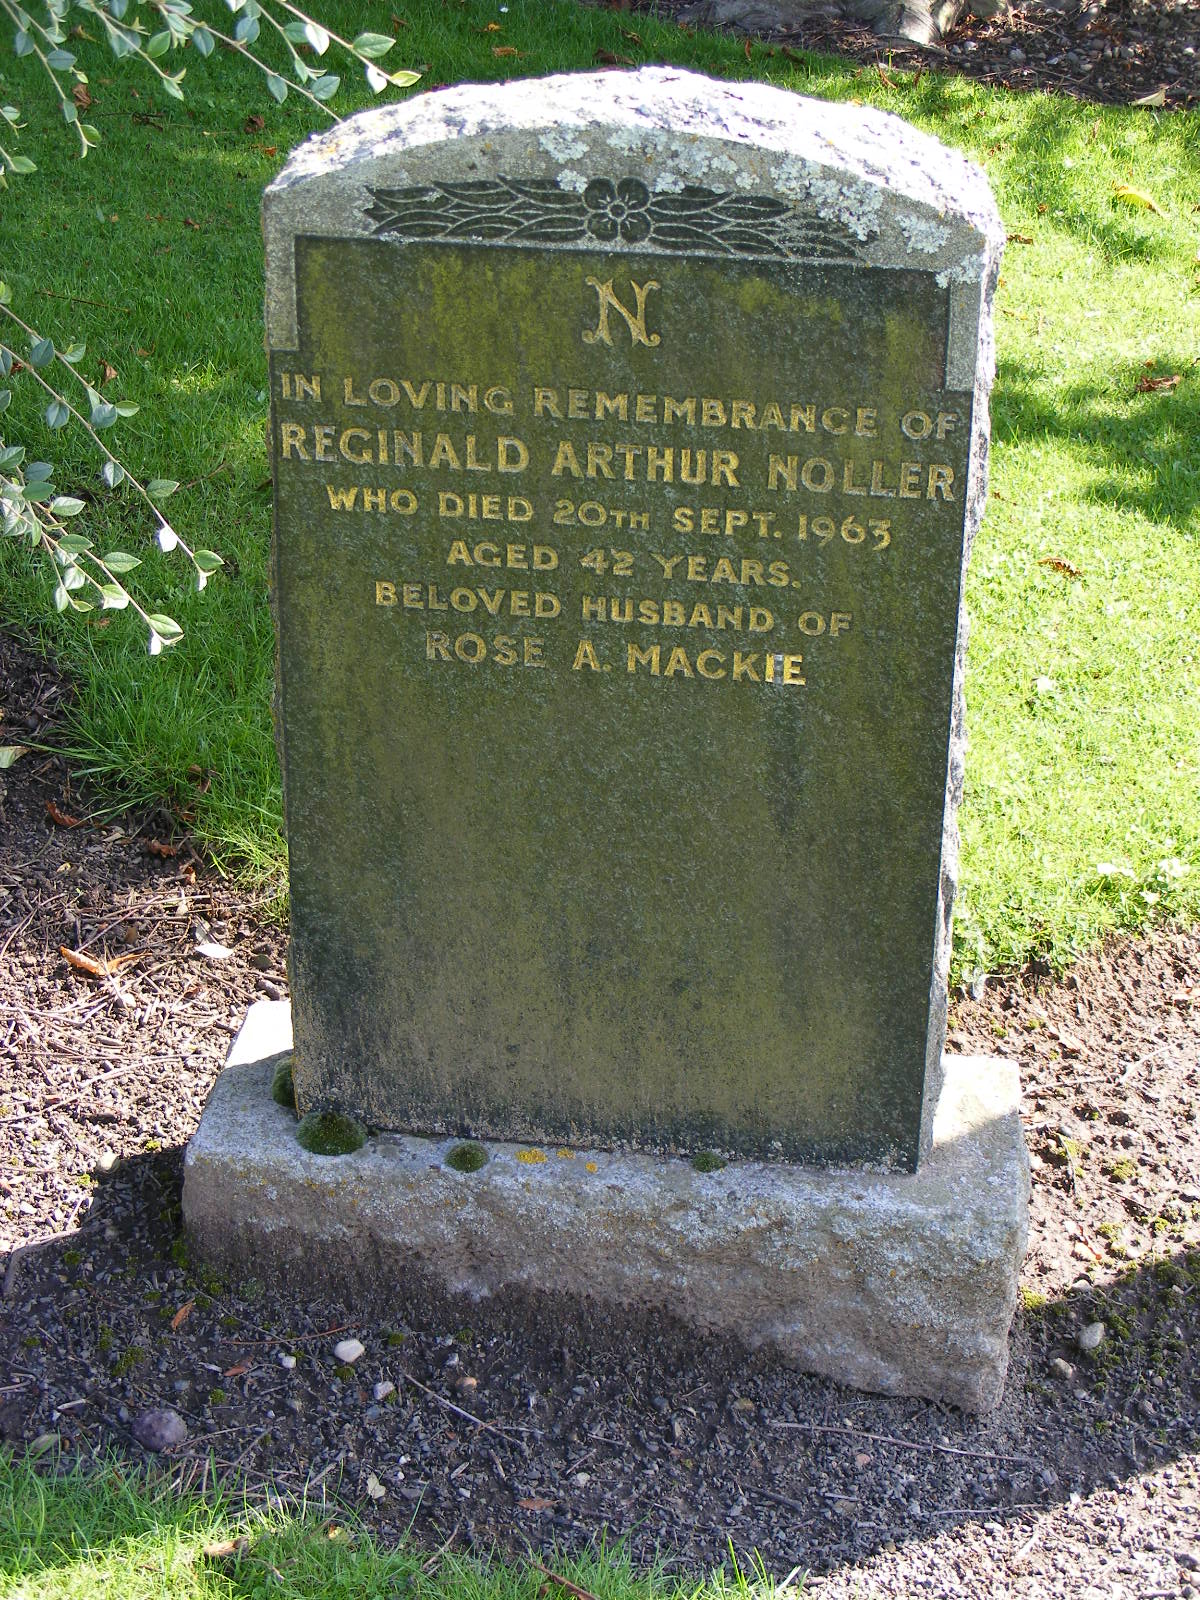 N
IN LOVING REMEMBRANCE OF
REGINALD ARTHUR NOLLER
WHO DIED 20TH SEPT. 1963
AGED 42 YEARS.
BELOVED HUSBAND OF
ROSE A. MACKIE